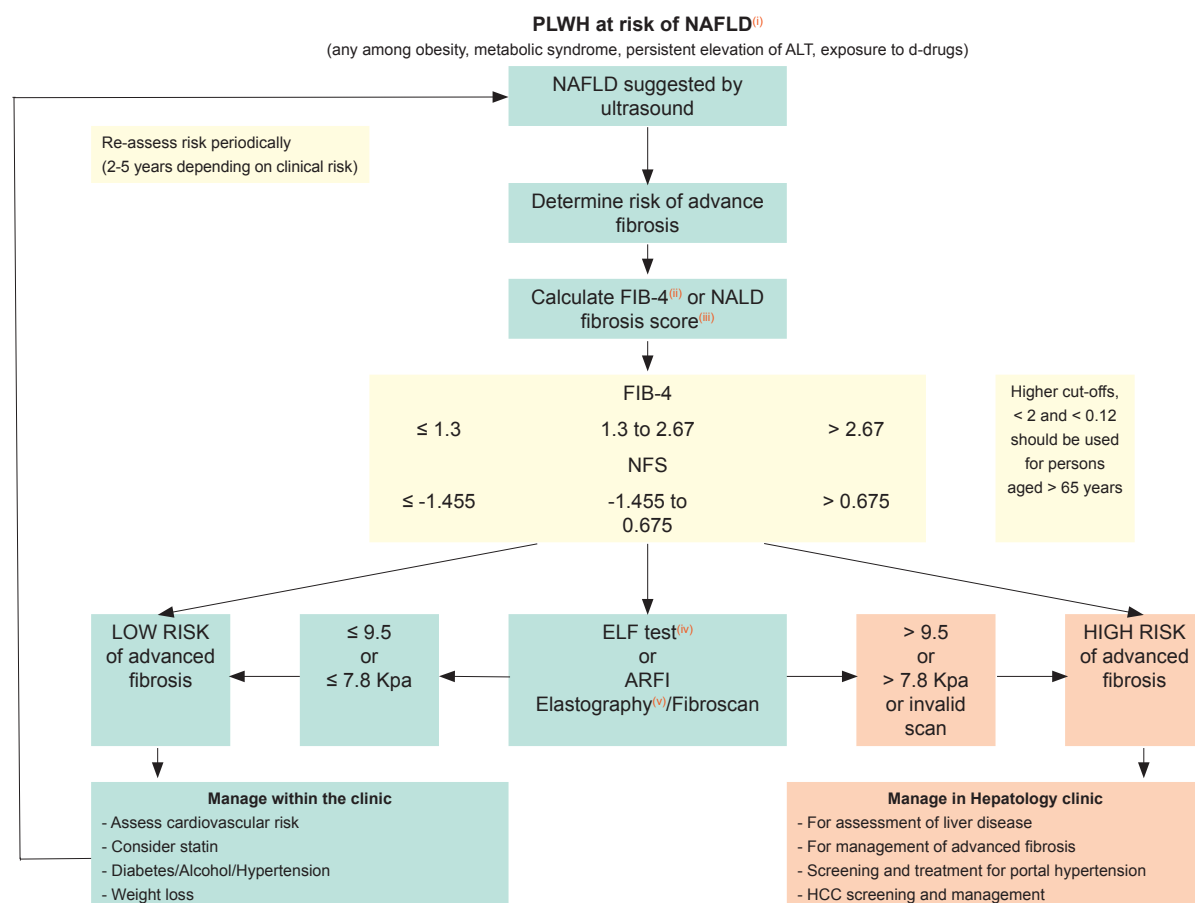 PLWH at risk of NAFLD(i)
(any among obesity, metabolic syndrome, persistent elevation of ALT, exposure to d-drugs)
NAFLD suggested by
ultrasound
Re-assess risk periodically
(2-5 years depending on clinical risk)
Determine risk of advance
fibrosis
Calculate FIB-4(ii) or NALD
fibrosis score(iii)
FIB-4
≤ 1.3 1.3 to 2.67 > 2.67
NFS
≤ -1.455 -1.455 to > 0.675
0.675
Higher cut-offs,
< 2 and < 0.12
should be used
for persons
aged > 65 years
LOW RISK
of advanced
fibrosis
≤ 9.5
or
≤ 7.8 Kpa
ELF test(iv)
or
ARFI
Elastography(v)/Fibroscan
> 9.5
or
> 7.8 Kpa
or invalid
scan
HIGH RISK
of advanced
fibrosis
Manage within the clinic
- Assess cardiovascular risk
- Consider statin
- Diabetes/Alcohol/Hypertension
- Weight loss
Manage in Hepatology clinic
- For assessment of liver disease
- For management of advanced fibrosis
- Screening and treatment for portal hypertension
- HCC screening and management